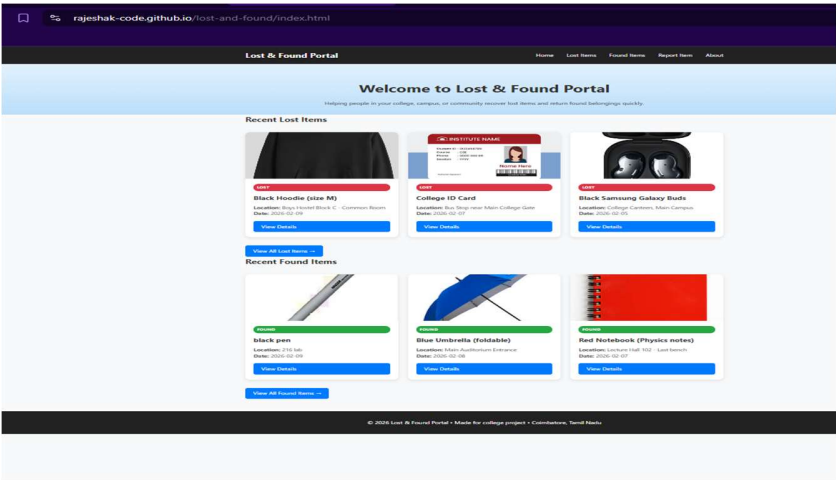 rajeshak-code.github.io/lost-and-found/index.html
Lost & Found Portal
Home Lost Items Found Items Report Item About
Welcome to Lost & Found Portal
Helping people in your college, campus, or community recover lost items and return found belongings quickly.
Recent Lost Items
INSTITUTE NAME
Name Here
LOST
Black Hoodie (size M)
Location: Boys Hostel Block C - Common Room
Date: 2026-02-09
View Details
LOST
College ID Card
Location: Bus Stop near Main College Gate
Date: 2026-02-07
View Details
LOST
Black Samsung Galaxy Buds
Location: College Canteen, Main Campus
Date: 2026-02-05
View Details
View All Lost Items →
Recent Found Items
FOUND
black pen
Location: 216 lab
Date: 2026-02-09
View Details
FOUND
Blue Umbrella (foldable)
Location: Main Auditorium Entrance
Date: 2026-02-08
View Details
FOUND
Red Notebook (Physics notes)
Location: Lecture Hall 102 - Last bench
Date: 2026-02-07
View Details
View All Found Items →
© 2026 Lost & Found Portal • Made for college project • Coimbatore, Tamil Nadu